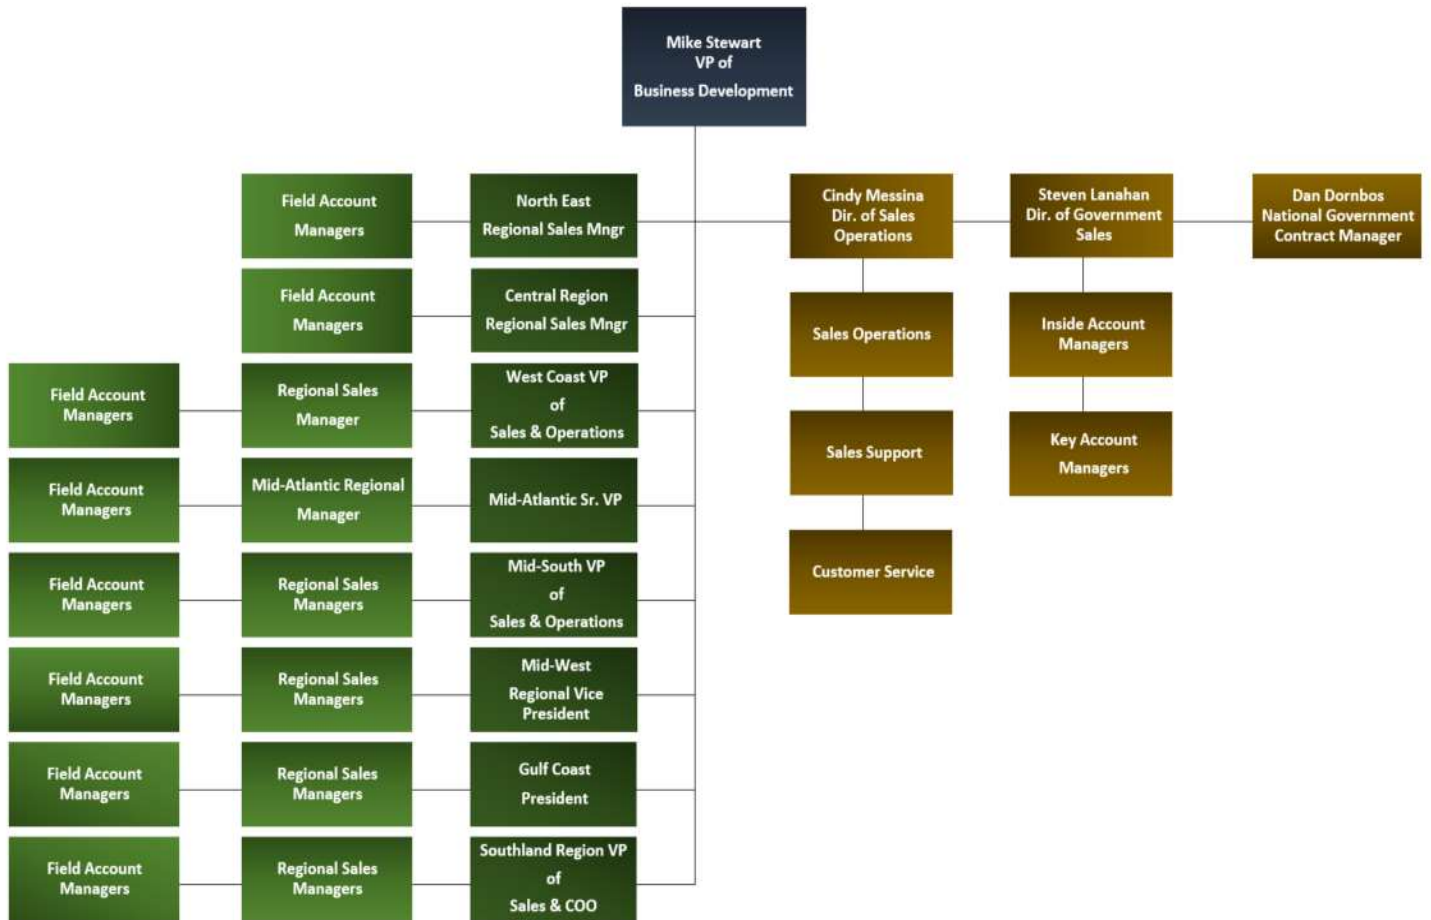 Mike Stewart
VP of
Business Development
Field Account
Managers
North East
Regional Sales Mngr
Cindy Messina
Dir. of Sales
Operations
Steven Lanahan
Dir. of Government
Sales
Dan Dornbos
National Government
Contract Manager
Field Account
Managers
Central Region
Regional Sales Mngr
Sales Operations
Inside Account
Managers
Field Account
Managers
Regional Sales
Manager
West Coast VP
of
Sales & Operations
Sales Support
Key Account
Managers
Field Account
Managers
Mid-Atlantic Regional
Manager
Mid-Atlantic Sr. VP
Customer Service
Field Account
Managers
Regional Sales
Managers
Mid-South VP
of
Sales & Operations
Field Account
Managers
Regional Sales
Managers
Mid-West
Regional Vice
President
Field Account
Managers
Regional Sales
Managers
Gulf Coast
President
Field Account
Managers
Regional Sales
Managers
Southland Region VP
of
Sales & COO